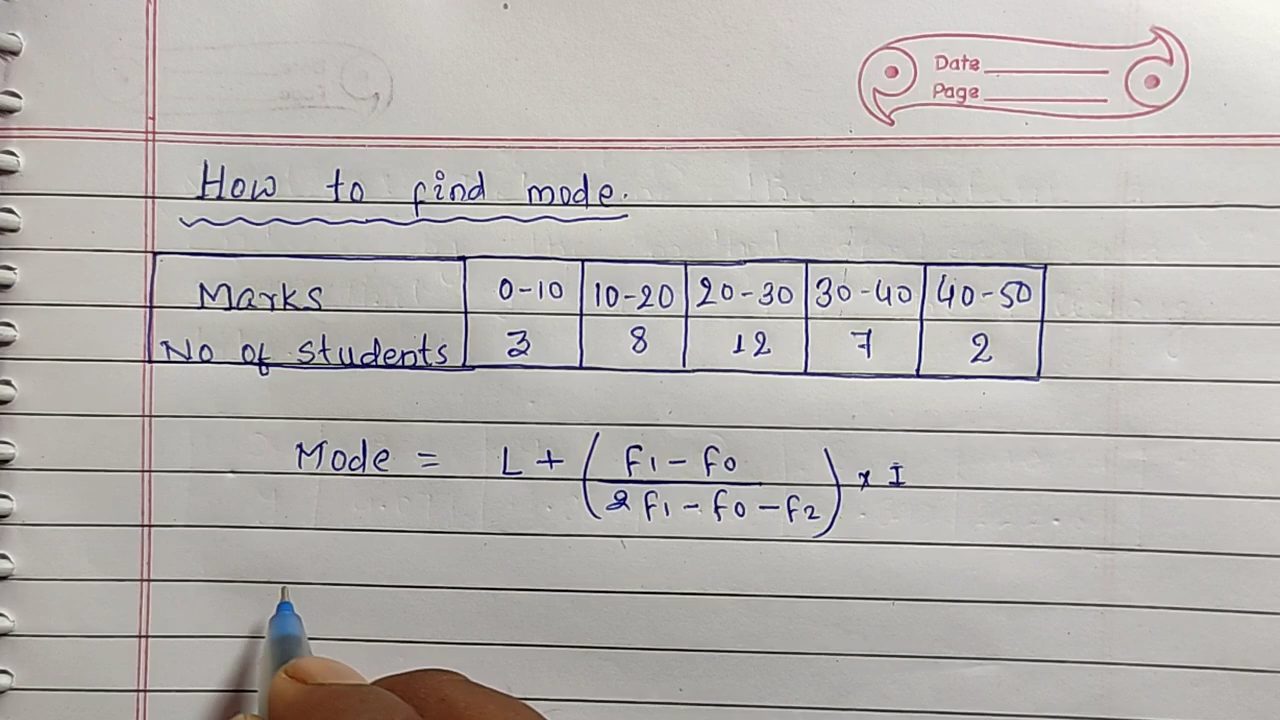 Date
Page
How to find mode.
Marks 0-10 10-20 20-30 30-40 40-50
No of students 3 8 12 7 2
Mode = L + (f1 - f0 / 2f1 - f0 - f2) × I